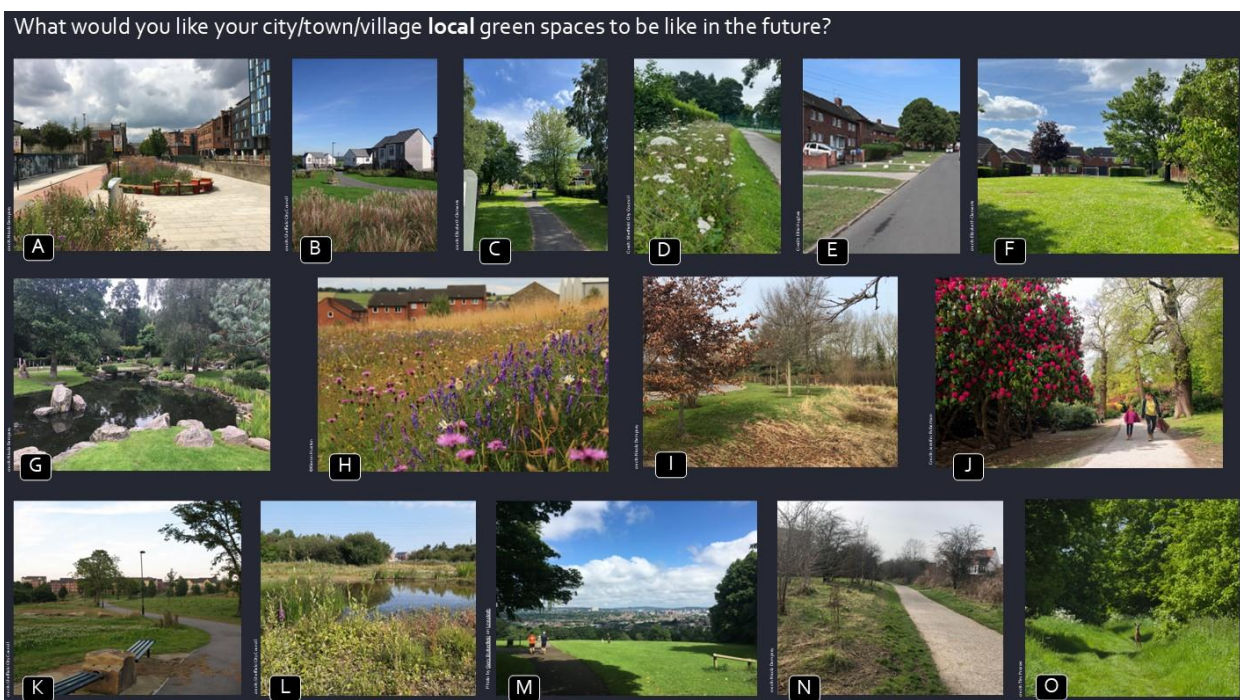 What would you like your city/town/village local green spaces to be like in the future?
A
B
C
D
E
F
G
H
I
J
K
L
M
N
O